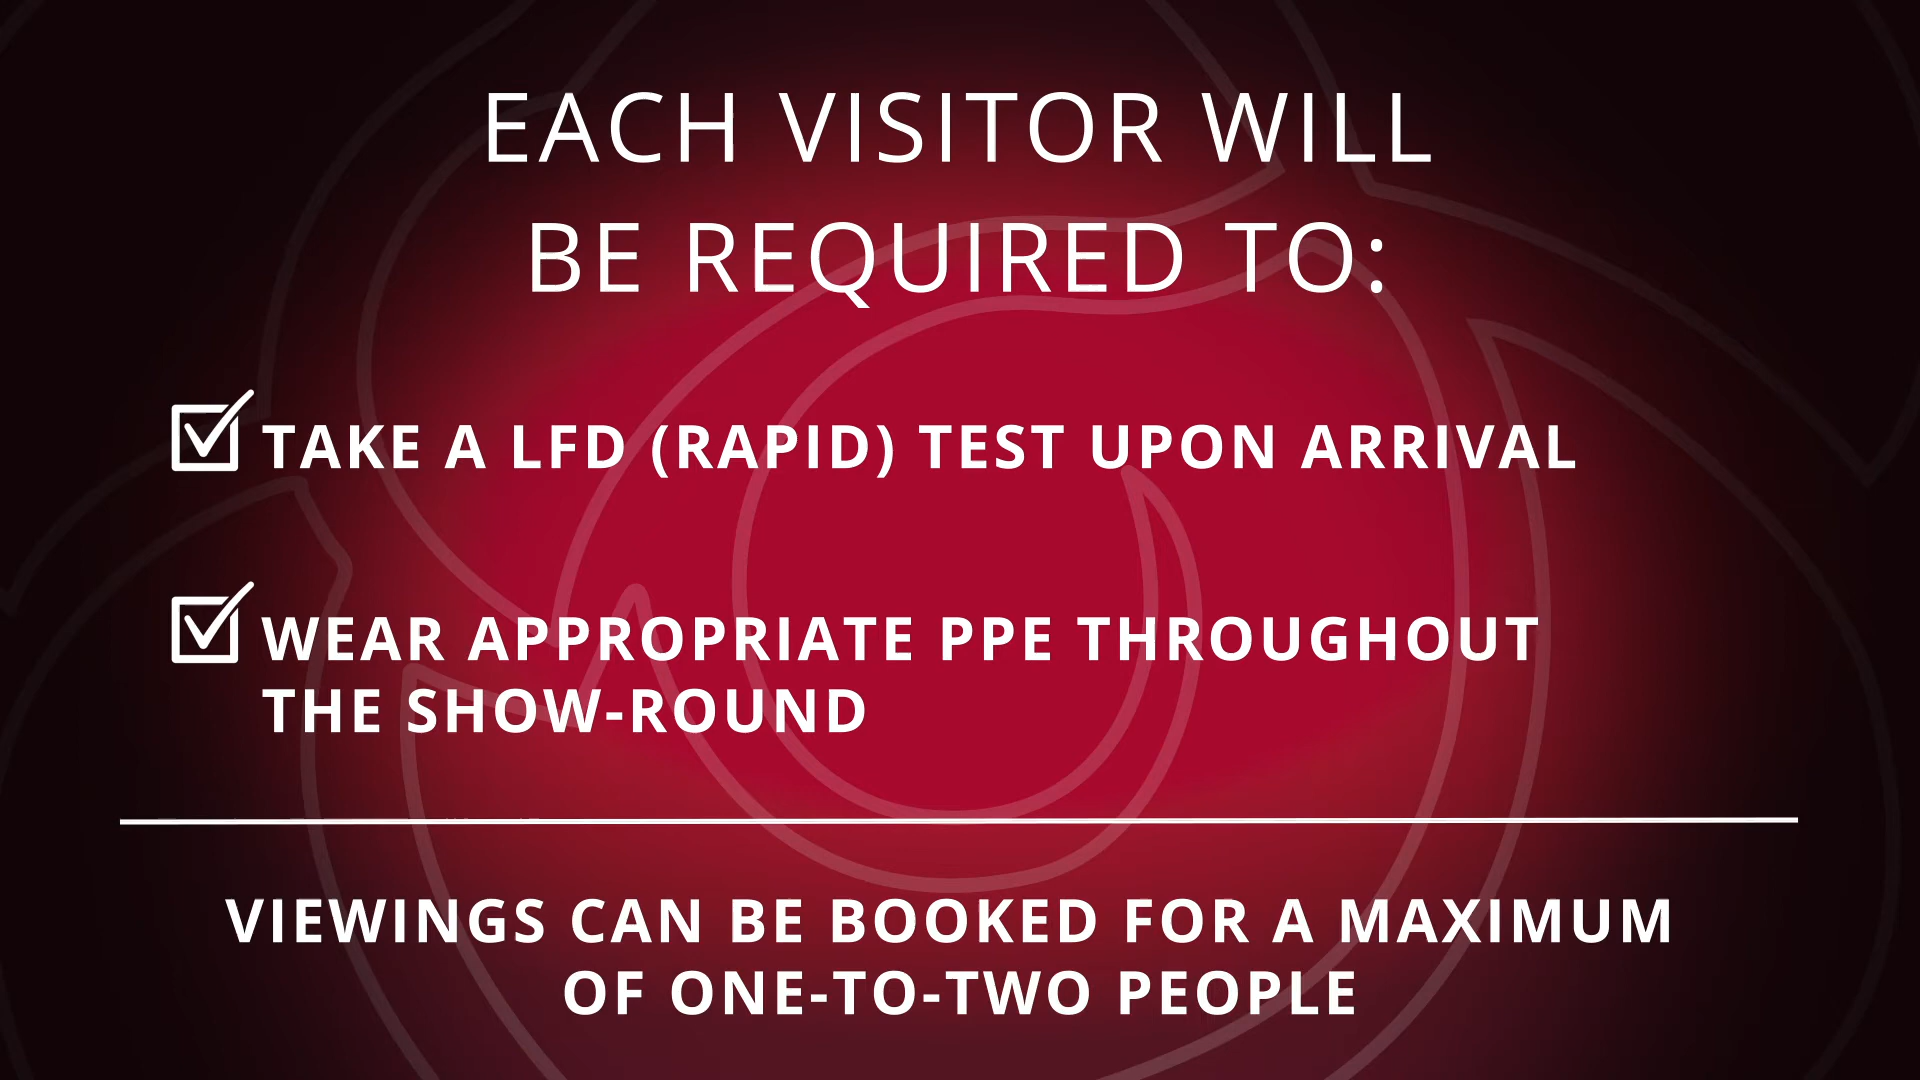 EACH VISITOR WILL
BE REQUIRED TO:
TAKE A LFD (RAPID) TEST UPON ARRIVAL
WEAR APPROPRIATE PPE THROUGHOUT
THE SHOW-ROUND
VIEWINGS CAN BE BOOKED FOR A MAXIMUM
OF ONE-TO-TWO PEOPLE